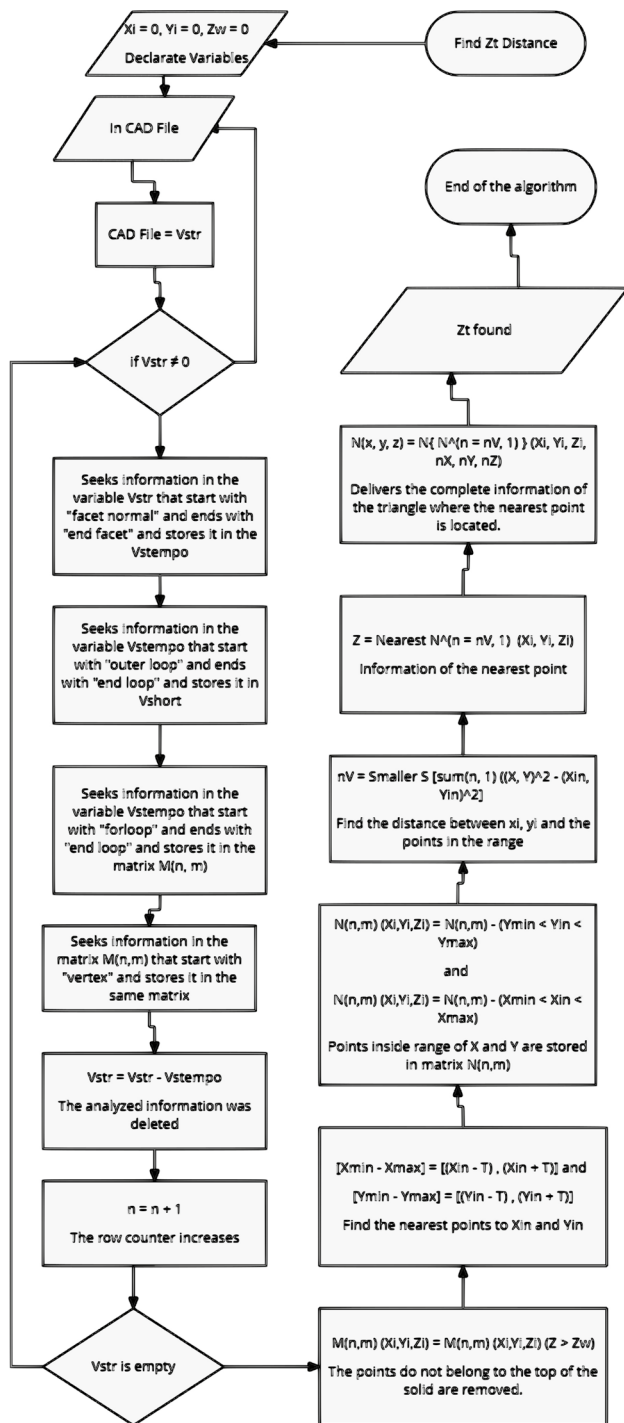 Find Zt Distance
Xi = 0, Yi = 0, Zw = 0
Declarate Variables
In CAD File
CAD File = Vstr
if Vstr ≠ 0
Seeks information in the
variable Vstr that start with
"facet normal" and ends with
"end facet" and stores it in the
Vstempo
Seeks information in the
variable Vstempo that start
with "outer loop" and ends
with "end loop" and stores it in
Vshort
Seeks information in the
variable Vstempo that start
with "forloop" and ends with
"end loop" and stores it in the
matrix M(n, m)
Seeks information in the
matrix M(n,m) that start with
"vertex" and stores it in the
same matrix
Vstr = Vstr - Vstempo
The analyzed information was
deleted
n = n + 1
The row counter increases
Vstr is empty
M(n,m) (Xi,Yi,Zi) = M(n,m) (Xi,Yi,Zi) (Z > Zw)
The points do not belong to the top of the
solid are removed.
[Xmin - Xmax] = [(Xin - T) , (Xin + T)] and
[Ymin - Ymax] = [(Yin - T) , (Yin + T)]
Find the nearest points to Xin and Yin
N(n,m) (Xi,Yi,Zi) = N(n,m) - (Ymin < Yin <
Ymax)
and
N(n,m) (Xi,Yi,Zi) = N(n,m) - (Xmin < Xin <
Xmax)
Points inside range of X and Y are stored
in matrix N(n,m)
nV = Smaller S [sum(n, 1) ((X, Y)^2 - (Xin,
Yin)^2]
Find the distance between xi, yi and the
points in the range
Z = Nearest N^(n = nV, 1) (Xi, Yi, Zi)
Information of the nearest point
N(x, y, z) = N{ N^(n = nV, 1) } (Xi, Yi, Zi,
nX, nY, nZ)
Delivers the complete information of
the triangle where the nearest point
is located.
Zt found
End of the algorithm